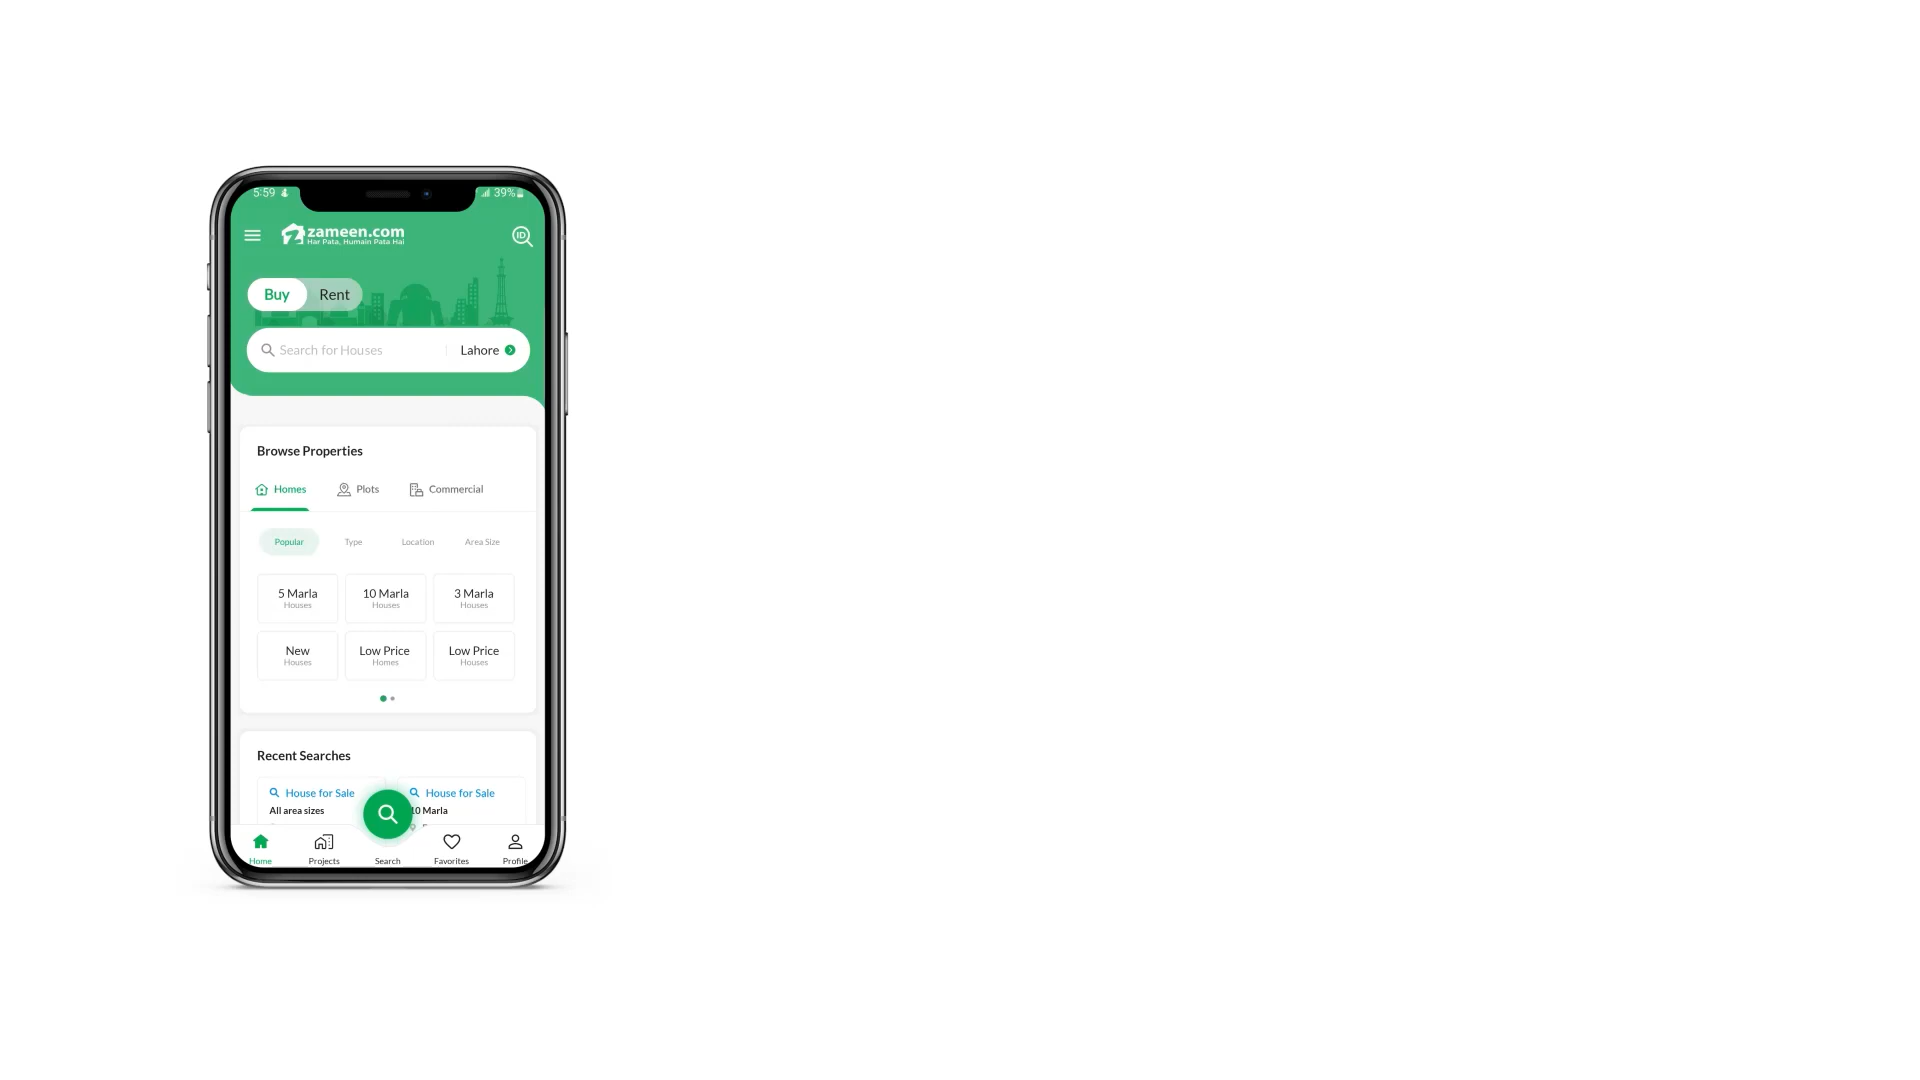 5:59
39%
zameen.com
Har Pata, Humain Pata Hai
ID
Buy Rent
Search for Houses Lahore
Browse Properties
Homes Plots Commercial
Popular Type Location Area Size
5 Marla 10 Marla 3 Marla
Houses Houses Houses
New Low Price Low Price
Houses Homes Houses
Recent Searches
House for Sale House for Sale
All area sizes 10 Marla
Home Projects Search Favorites Profile